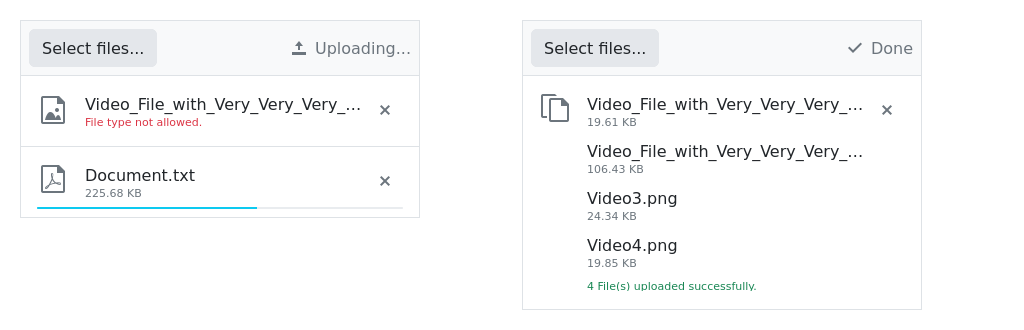 Select files...
Uploading...
Video_File_with_Very_Very_Very_...
File type not allowed.
Document.txt
225.68 KB
Select files...
Done
Video_File_with_Very_Very_Very_...
19.61 KB
Video_File_with_Very_Very_Very_...
106.43 KB
Video3.png
24.34 KB
Video4.png
19.85 KB
4 File(s) uploaded successfully.